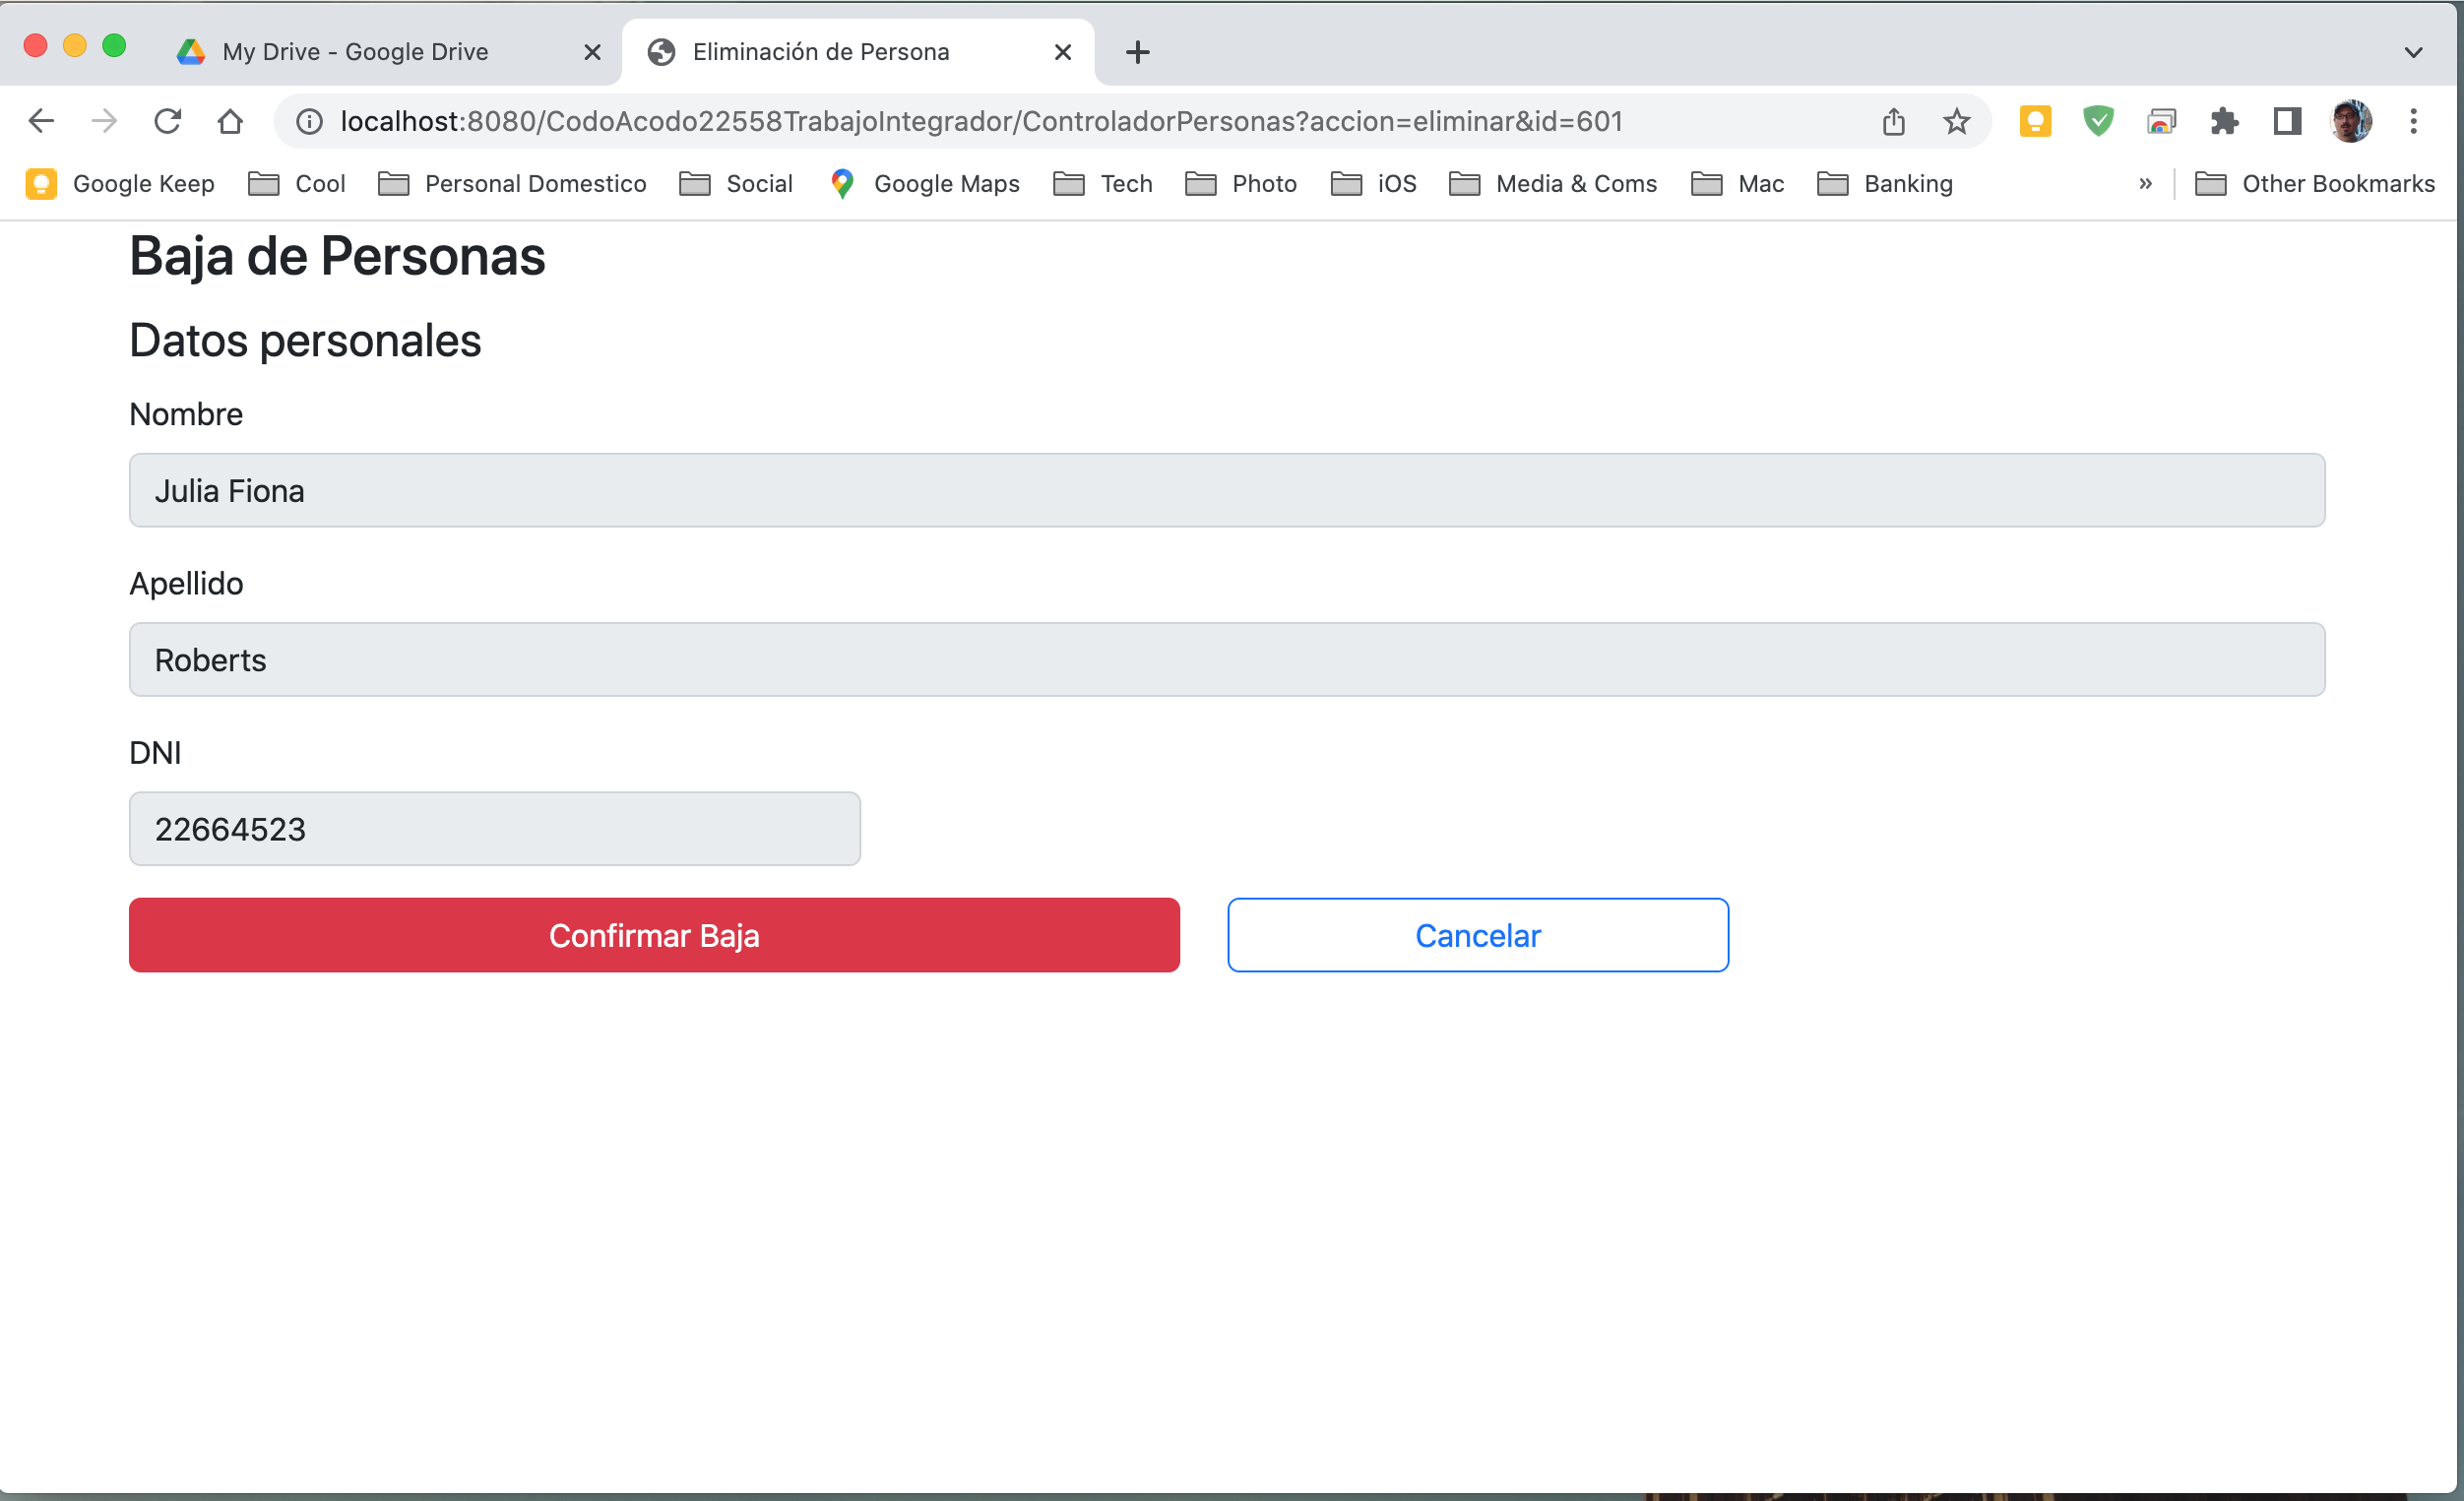 My Drive - Google Drive
Eliminación de Persona
localhost:8080/CodoAcodo22558TrabajoIntegrador/ControladorPersonas?accion=eliminar&id=601
Google Keep Cool Personal Domestico Social Google Maps Tech Photo iOS Media & Coms Mac Banking » Other Bookmarks
Baja de Personas
Datos personales
Nombre
Julia Fiona
Apellido
Roberts
DNI
22664523
Confirmar Baja Cancelar